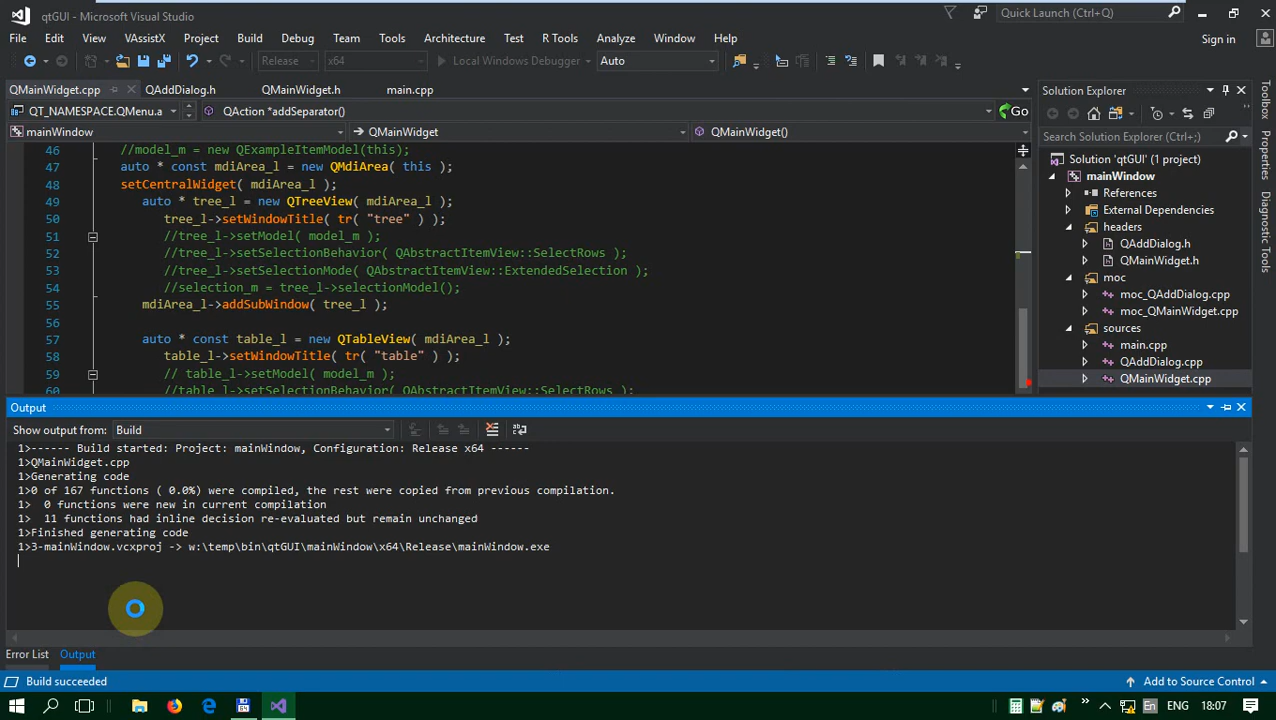 qtGUI - Microsoft Visual Studio
Quick Launch (Ctrl+Q)
File Edit View VAssistX Project Build Debug Team Tools Architecture Test R Tools Analyze Window Help
Sign in
Release x64 Local Windows Debugger Auto
QMainWidget.cpp QAddDialog.h QMainWidget.h main.cpp
QT_NAMESPACE.QMenu.a QAction *addSeparator() Go
mainWindow QMainWidget QMainWidget()
46 //model_m = new QExampleItemModel(this);
47 auto * const mdiArea_l = new QMdiArea( this );
48 setCentralWidget( mdiArea_l );
49 auto * tree_l = new QTreeView( mdiArea_l );
50 tree_l->setWindowTitle( tr( "tree" ) );
51 //tree_l->setModel( model_m );
52 //tree_l->setSelectionBehavior( QAbstractItemView::SelectRows );
53 //tree_l->setSelectionMode( QAbstractItemView::ExtendedSelection );
54 //selection_m = tree_l->selectionModel();
55 mdiArea_l->addSubWindow( tree_l );
56
57 auto * const table_l = new QTableView( mdiArea_l );
58 table_l->setWindowTitle( tr( "table" ) );
59 // table_l->setModel( model_m );
60 //table_l->setSelectionBehavior( QAbstractItemView::SelectRows );
Solution Explorer
Search Solution Explorer (Ctrl+;)
Solution 'qtGUI' (1 project)
mainWindow
References
External Dependencies
headers
QAddDialog.h
QMainWidget.h
moc
moc_QAddDialog.cpp
moc_QMainWidget.cpp
sources
main.cpp
QAddDialog.cpp
QMainWidget.cpp
Toolbox
Properties
Diagnostic Tools
Output
Show output from: Build
1>------ Build started: Project: mainWindow, Configuration: Release x64 ------
1>QMainWidget.cpp
1>Generating code
1>0 of 167 functions ( 0.0%) were compiled, the rest were copied from previous compilation.
1>  0 functions were new in current compilation
1>  11 functions had inline decision re-evaluated but remain unchanged
1>Finished generating code
1>3-mainWindow.vcxproj -> w:\temp\bin\qtGUI\mainWindow\x64\Release\mainWindow.exe
Error List Output
Build succeeded
Add to Source Control
64
En ENG 18:07